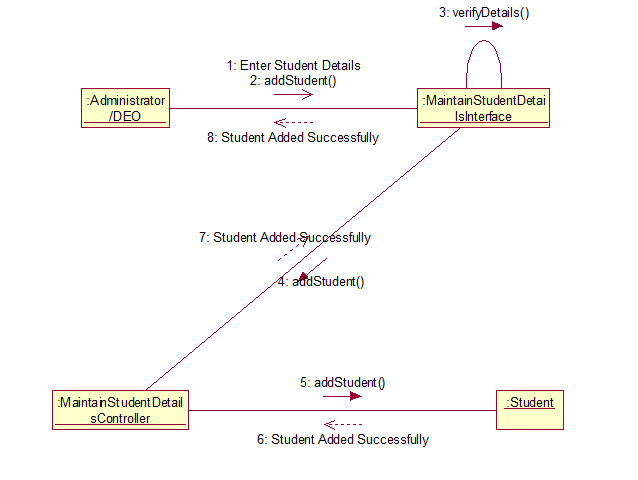 3: verifyDetails()
1: Enter Student Details
2: addStudent()
:Administrator
/DEO
:MaintainStudentDetai
lsInterface
8: Student Added Successfully
7: Student Added Successfully
4: addStudent()
5: addStudent()
:MaintainStudentDetail
sController
:Student
6: Student Added Successfully